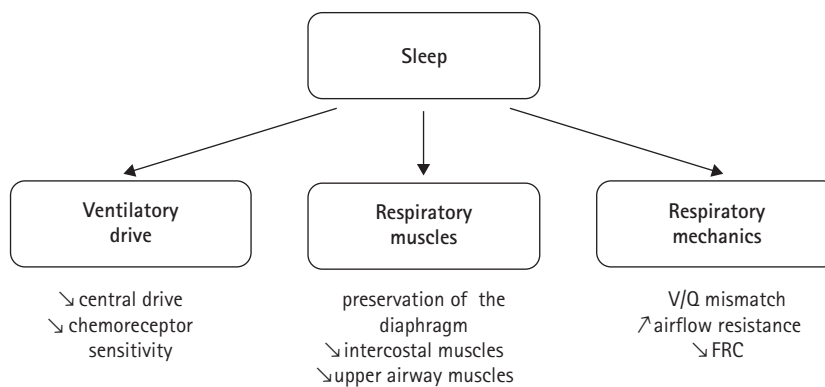 Sleep
Ventilatory
drive
Respiratory
muscles
Respiratory
mechanics
↘ central drive
↘ chemoreceptor
sensitivity
preservation of the
diaphragm
↘ intercostal muscles
↘ upper airway muscles
V/Q mismatch
↗ airflow resistance
↘ FRC